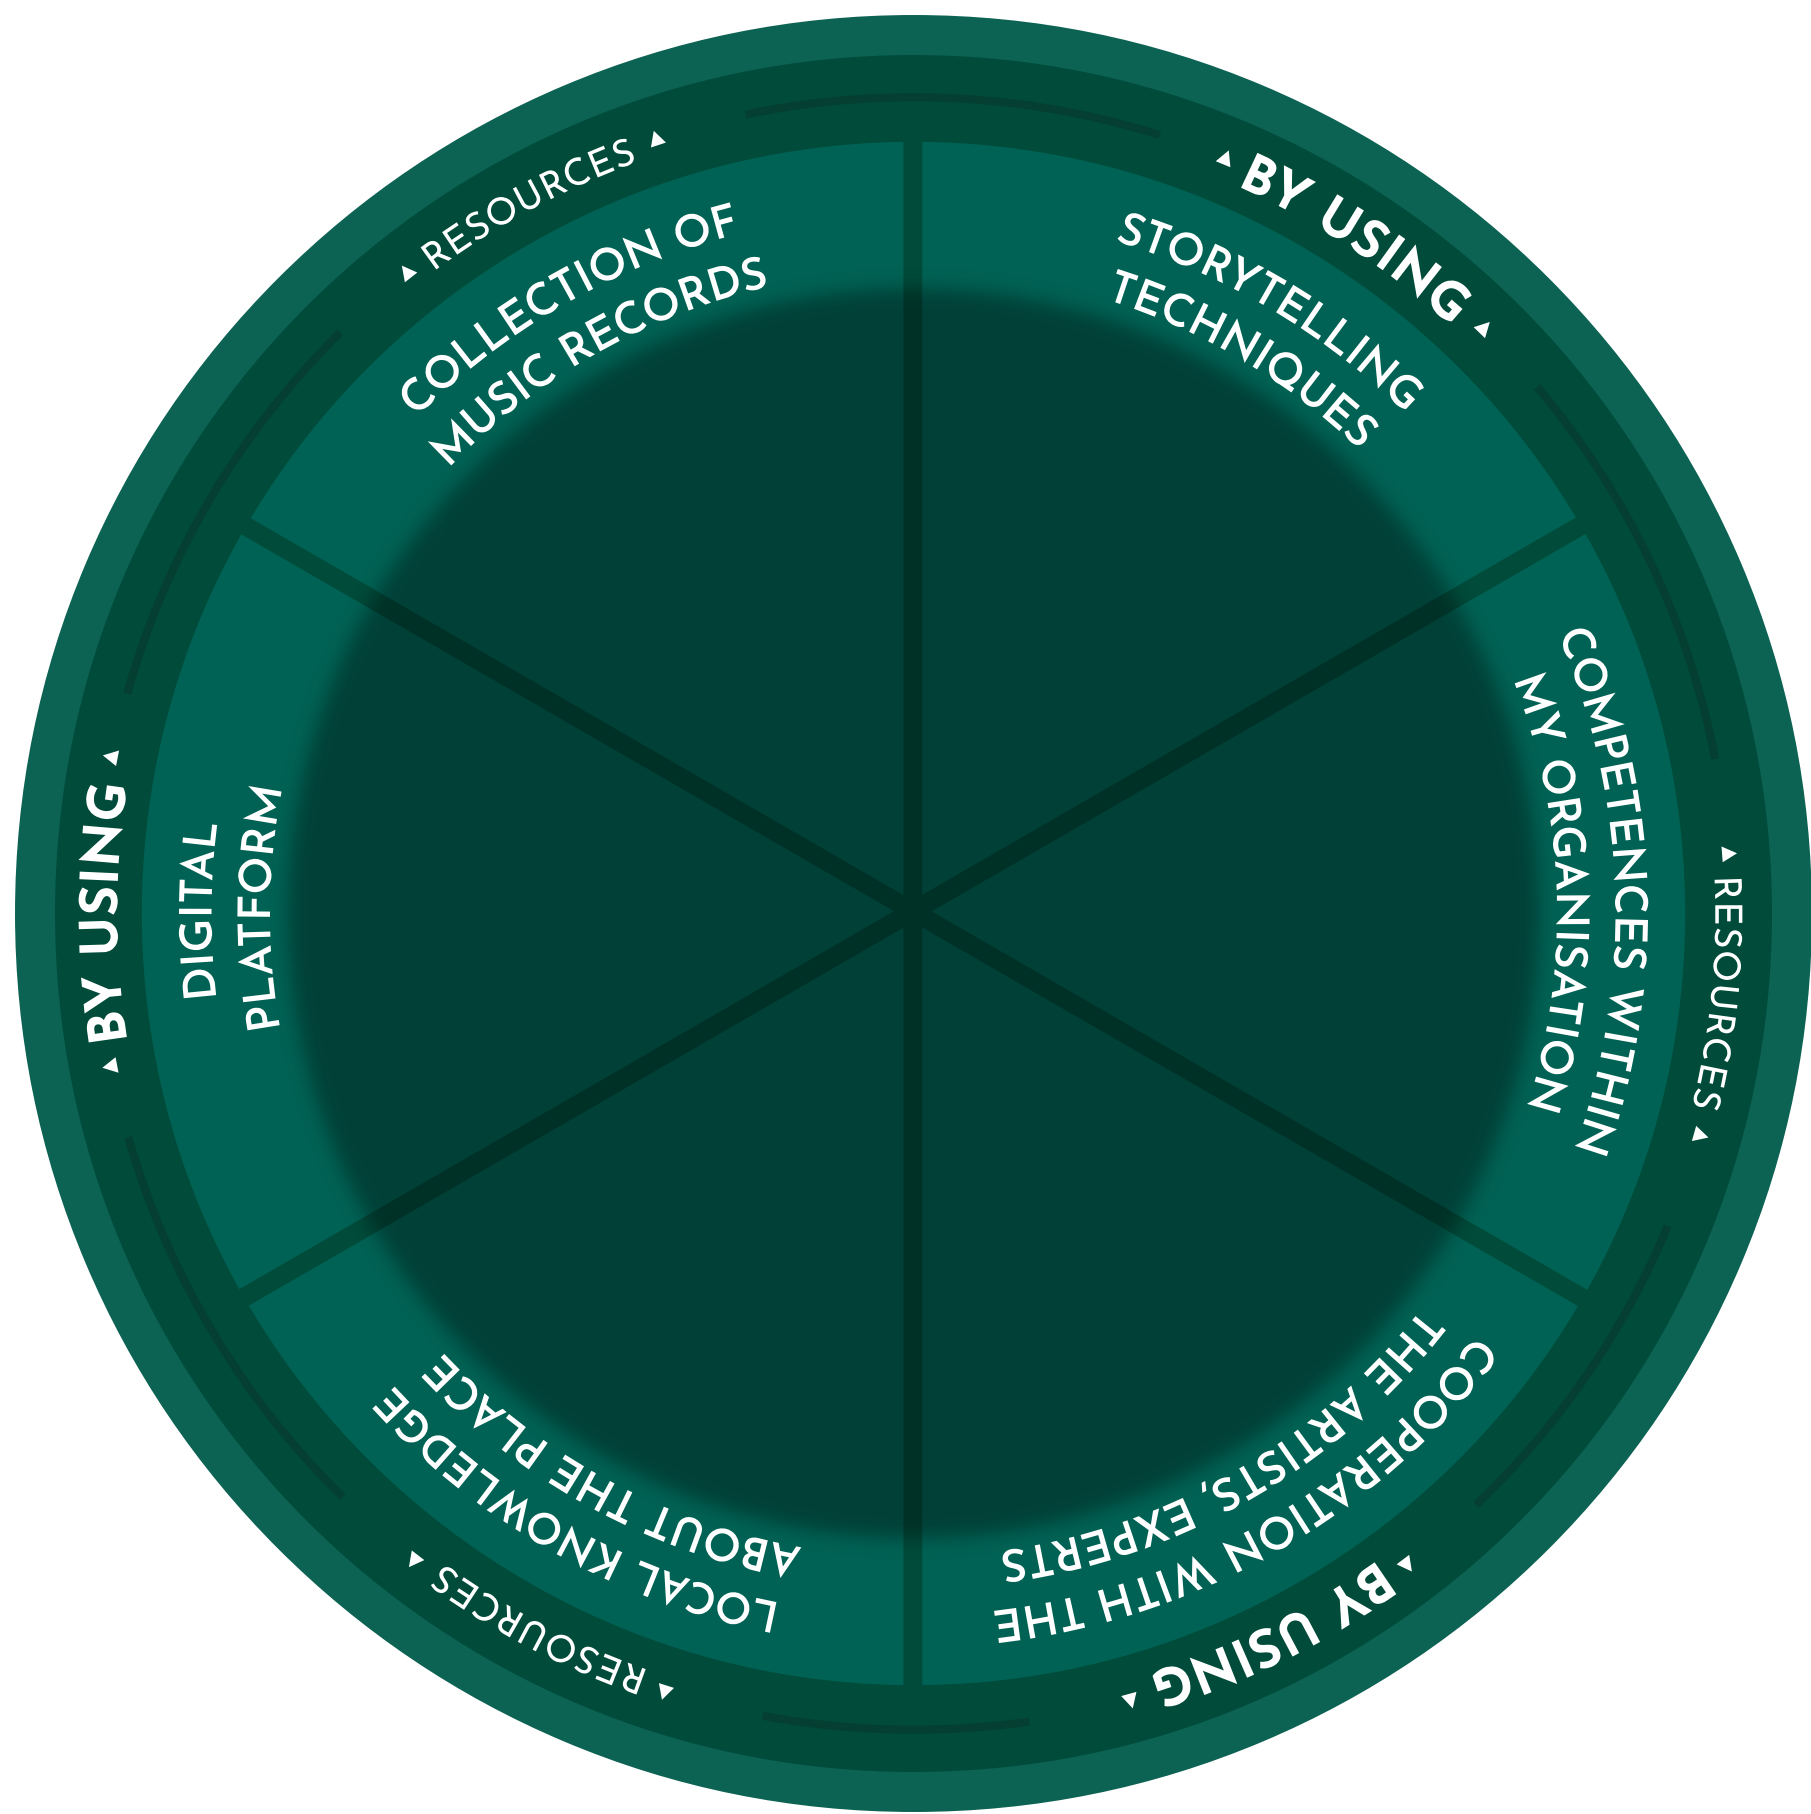 ▲ BY USING ▲
STORYTELLING
TECHNIQUES
▲ RESOURCES ▲
COMPETENCES WITHIN
MY ORGANISATION
▲ BY USING ▲
COOPERATION WITH THE
THE ARTISTS, EXPERTS
▲ RESOURCES ▲
LOCAL KNOWLEDGE
ABOUT THE PLACE
▲ BY USING ▲
DIGITAL
PLATFORM
▲ RESOURCES ▲
COLLECTION OF
MUSIC RECORDS